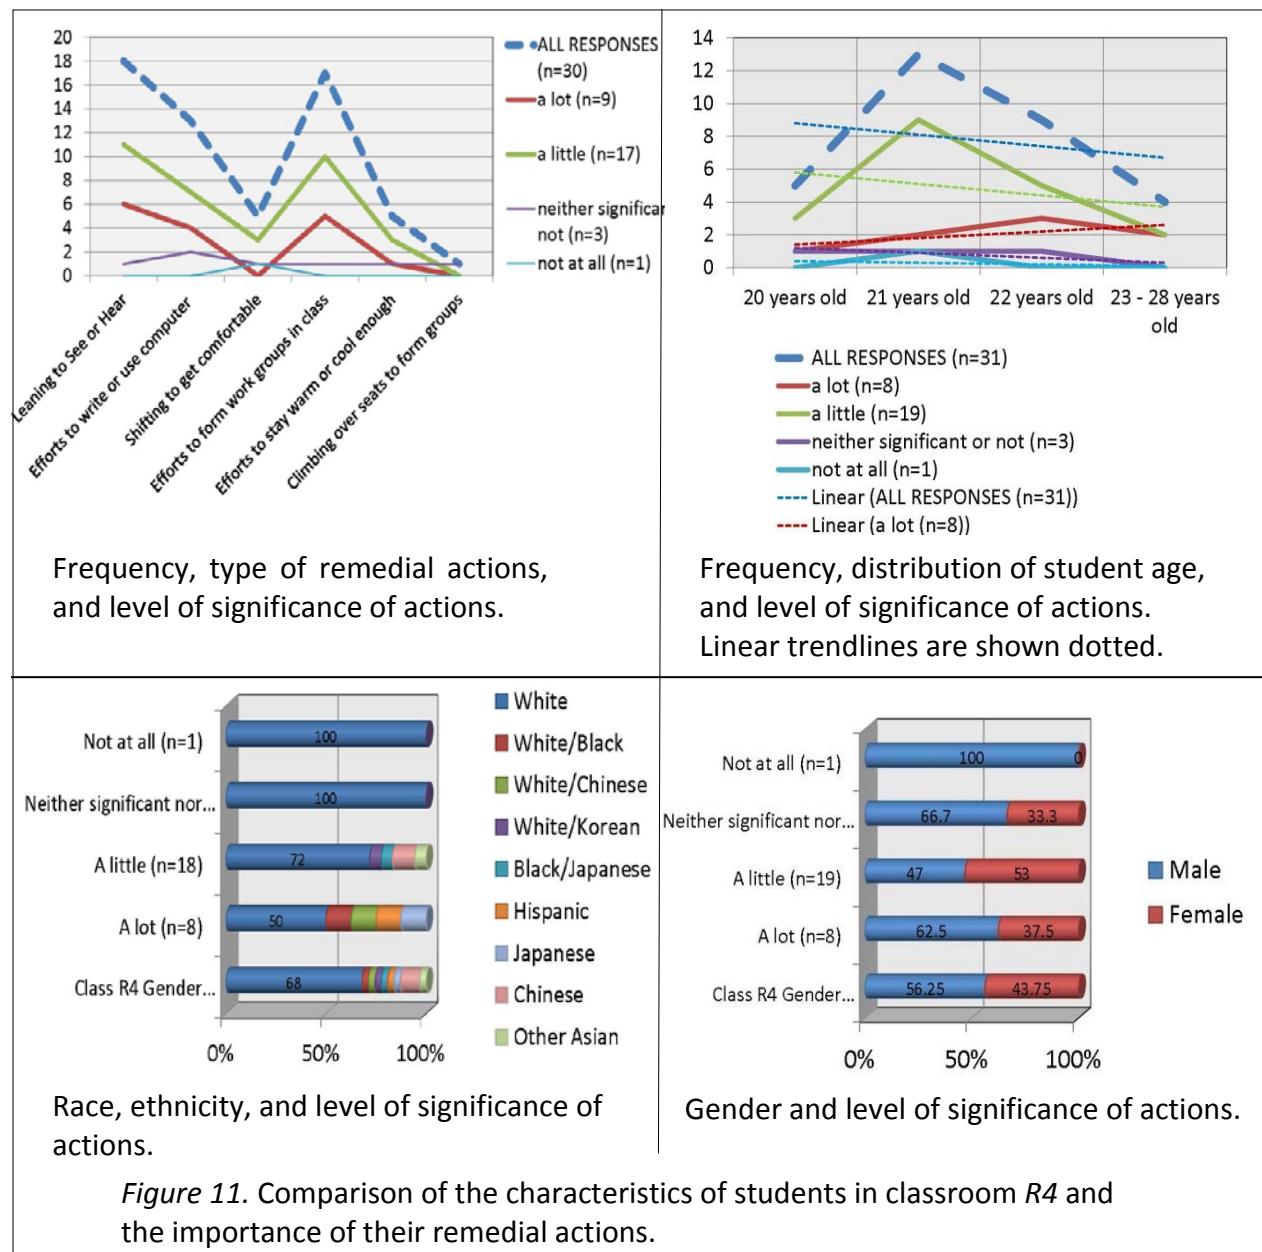 20
18
16
14
12
10
8
6
4
2
0
Leaning to See or Hear
Efforts to write or use computer
Shifting to get comfortable
Efforts to form work groups in class
Efforts to stay warm or cool enough
Climbing over seats to form groups
ALL RESPONSES
(n=30)
a lot (n=9)
a little (n=17)
neither significar
not (n=3)
not at all (n=1)
Frequency, type of remedial actions,
and level of significance of actions.
14
12
10
8
6
4
2
0
20 years old
21 years old
22 years old
23 - 28 years
old
ALL RESPONSES (n=31)
a lot (n=8)
a little (n=19)
neither significant or not (n=3)
not at all (n=1)
Linear (ALL RESPONSES (n=31))
Linear (a lot (n=8))
Frequency, distribution of student age,
and level of significance of actions.
Linear trendlines are shown dotted.
Not at all (n=1)
100
Neither significant nor...
100
A little (n=18)
72
A lot (n=8)
50
Class R4 Gender...
68
0% 50% 100%
White
White/Black
White/Chinese
White/Korean
Black/Japanese
Hispanic
Japanese
Chinese
Other Asian
Race, ethnicity, and level of significance of
actions.
Not at all (n=1)
100 0
Neither significant nor...
66.7 33.3
A little (n=19)
47 53
A lot (n=8)
62.5 37.5
Class R4 Gender...
56.25 43.75
0% 50% 100%
Male
Female
Gender and level of significance of actions.
Figure 11. Comparison of the characteristics of students in classroom R4 and
the importance of their remedial actions.